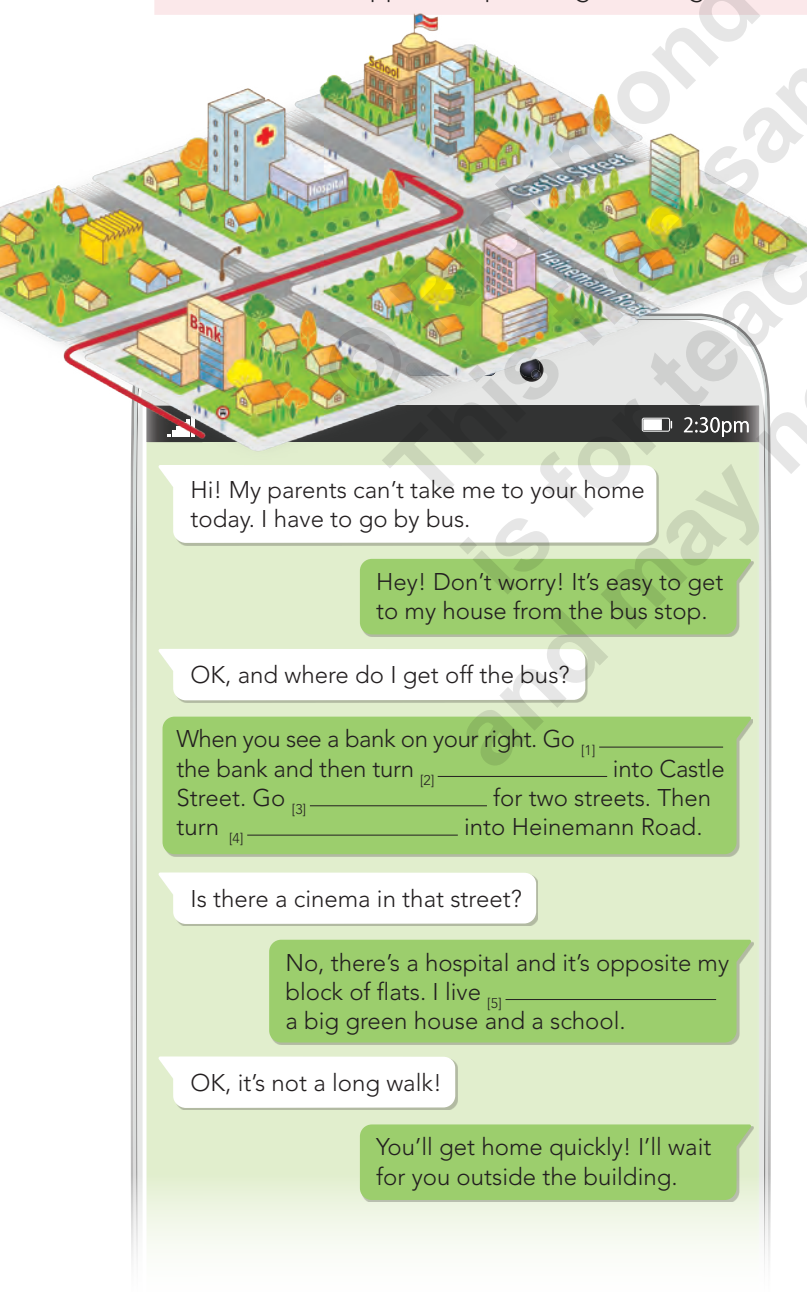 School
Hospital
Castle Street
Heinemann Road
Bank
2:30pm
Hi! My parents can't take me to your home
today. I have to go by bus.
Hey! Don't worry! It's easy to get
to my house from the bus stop.
OK, and where do I get off the bus?
When you see a bank on your right. Go [1]
the bank and then turn [2] into Castle
Street. Go [3] for two streets. Then
turn [4] into Heinemann Road.
Is there a cinema in that street?
No, there's a hospital and it's opposite my
block of flats. I live [5]
a big green house and a school.
OK, it's not a long walk!
You'll get home quickly! I'll wait
for you outside the building.